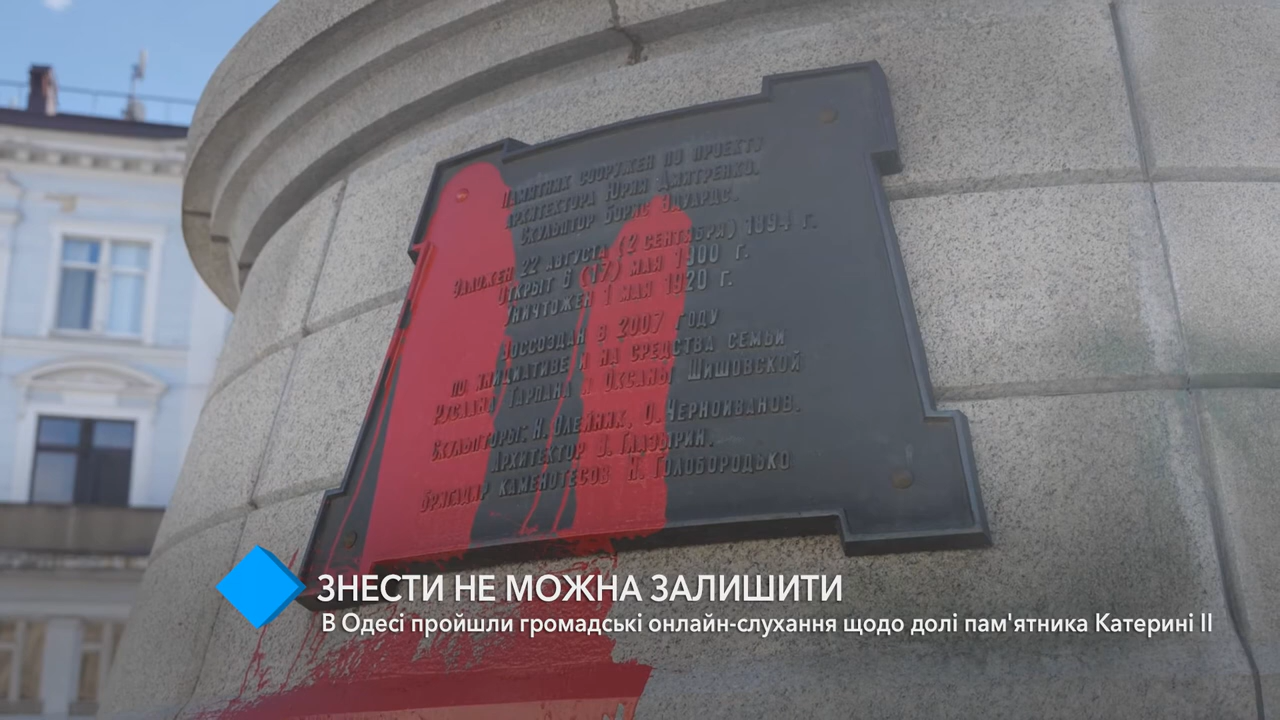 Памятник сооружен по проекту
архитектора Юрия Дмитренко.
Скульптор Борис Эдуардс.
Заложен 22 августа (2 сентября) 1894 г.
Открыт 6 (17) мая 1900 г.
Уничтожен 1 мая 1920 г.
Воссоздан в 2007 году
по инициативе и на средства семьи
Руслана Тарпана и Оксаны Шишовской
Скульпторы: Н. Олейник, О. Черноиванов.
Архитектор В. Глазырин.
Бригадир каменотесов Н. Голобородько
ЗНЕСТИ НЕ МОЖНА ЗАЛИШИТИ
В Одесі пройшли громадські онлайн-слухання щодо долі пам'ятника Катерині II